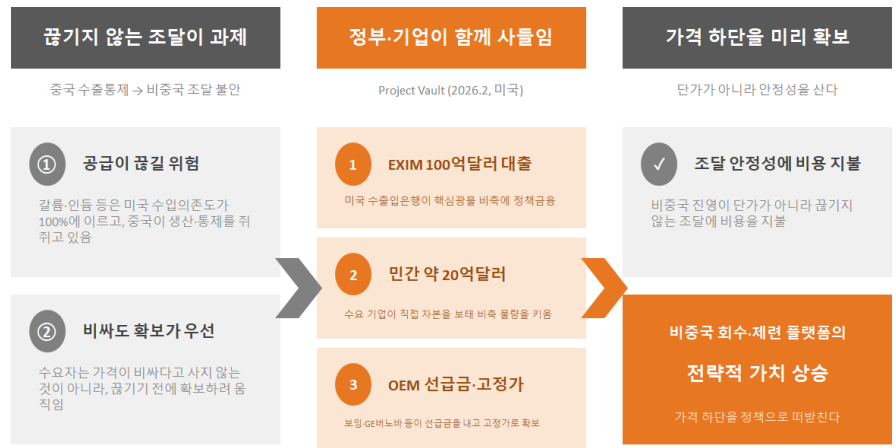 끊기지 않는 조달이 과제
중국 수출통제 → 비중국 조달 불안
① 공급이 끊길 위험
갈륨·인듐 등은 미국 수입의존도가
100%에 이르고, 중국이 생산·통제를 쥐
쥐고 있음
② 비싸도 확보가 우선
수요자는 가격이 비싸다고 사지 않는
것이 아니라, 끊기기 전에 확보하려 움
직임
정부·기업이 함께 사들임
Project Vault (2026.2, 미국)
1 EXIM 100억달러 대출
미국 수출입은행이 핵심광물 비축에 정책금융
2 민간 약 20억달러
수요 기업이 직접 자본을 보태 비축 물량을 키움
3 OEM 선급금·고정가
보잉·GE버노바 등이 선급금을 내고 고정가로 확보
가격 하단을 미리 확보
단가가 아니라 안정성을 산다
✓ 조달 안정성에 비용 지불
비중국 진영이 단가가 아니라 끊기지
않는 조달에 비용을 지불
비중국 회수·제련 플랫폼의
전략적 가치 상승
가격 하단을 정책으로 떠받친다